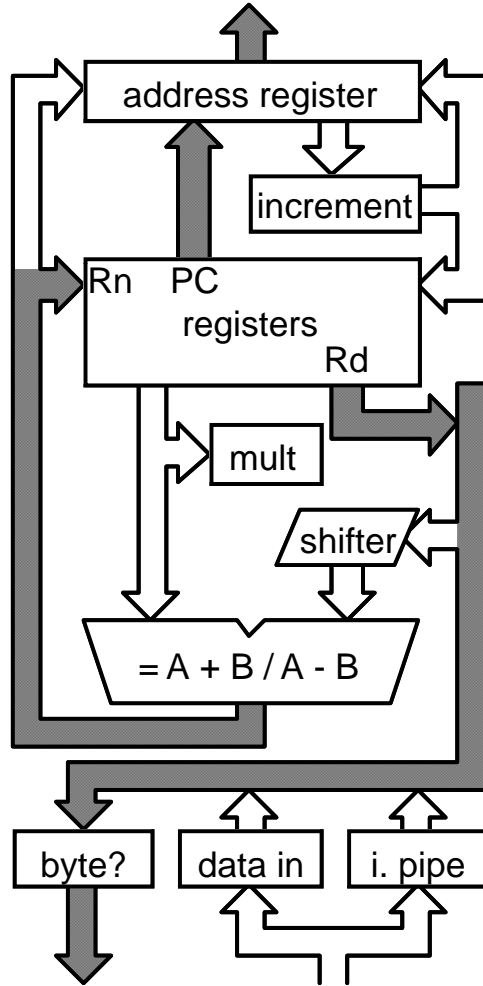 address register
increment
Rn PC
registers
Rd
mult
shifter
= A + B / A - B
byte?
data in
i. pipe